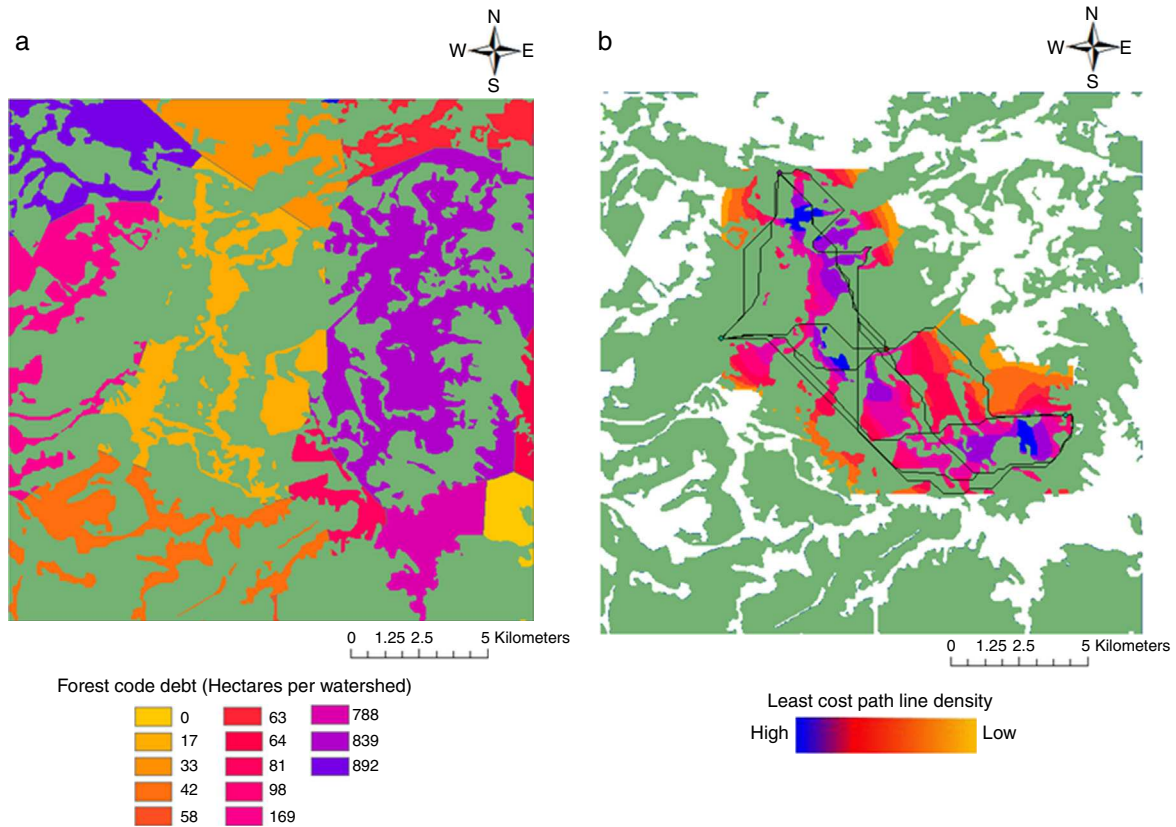 a
N
W E
S
b
N
W E
S
0 1.25 2.5 5 Kilometers
0 1.25 2.5 5 Kilometers
Forest code debt (Hectares per watershed)
0
17
33
42
58
63
64
81
98
169
788
839
892
Least cost path line density
High Low